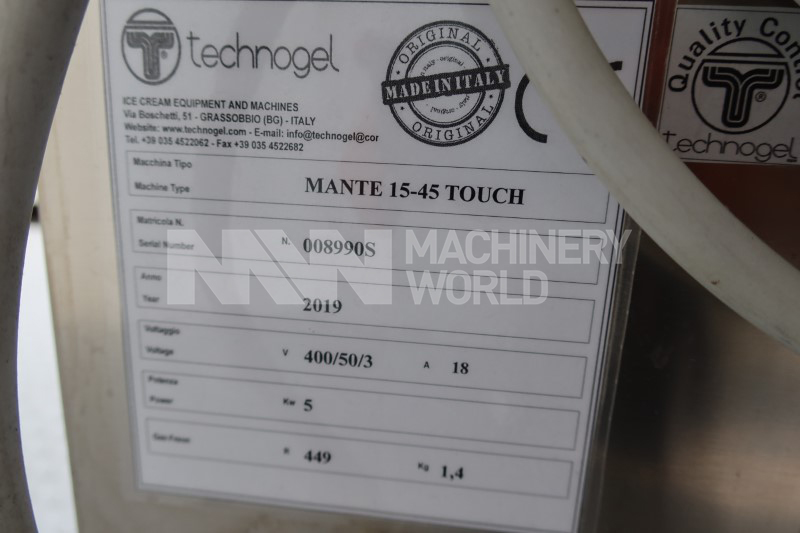 technogel
ORIGINAL
MADE IN ITALY
ORIGINAL
ICE CREAM EQUIPMENT AND MACHINES
Via Boschetti, 51 - GRASSOBBIO (BG) - ITALY
Website: www.technogel.com - E-mail: info@technogel.cor
Tel. +39 035 4522062 - Fax +39 035 4522682
Quality Control
technogel
Macchina Tipo
Machine Type MANTE 15-45 TOUCH
Matricola N.
Serial Number N. 008990S
MACHINERY
WORLD
Anno
Year 2019
Voltaggio
Voltage V 400/50/3 A 18
Potenza
Power Kw 5
Gas Freon R 449 Kg 1,4